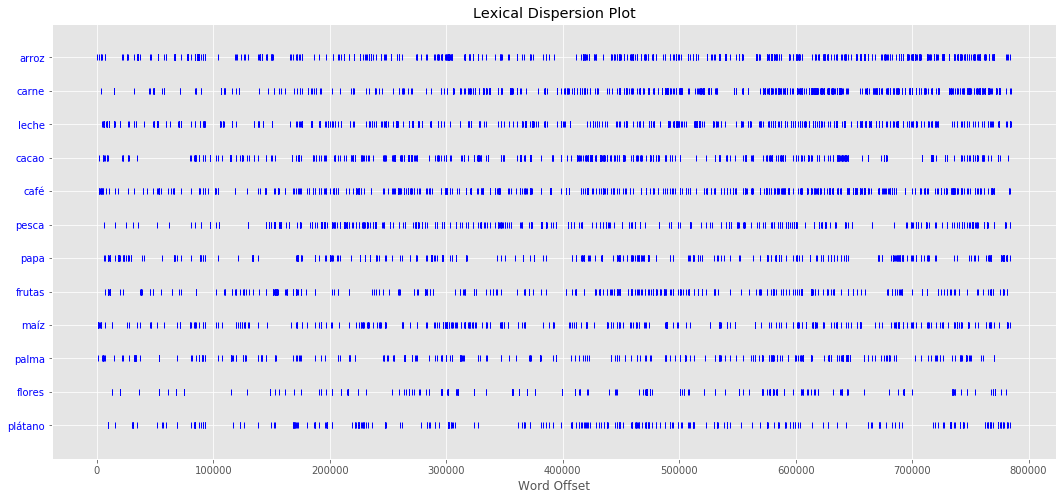 Lexical Dispersion Plot
arroz
carne
leche
cacao
café
pesca
papa
frutas
maíz
palma
flores
plátano
0 100000 200000 300000 400000 500000 600000 700000 800000
Word Offset